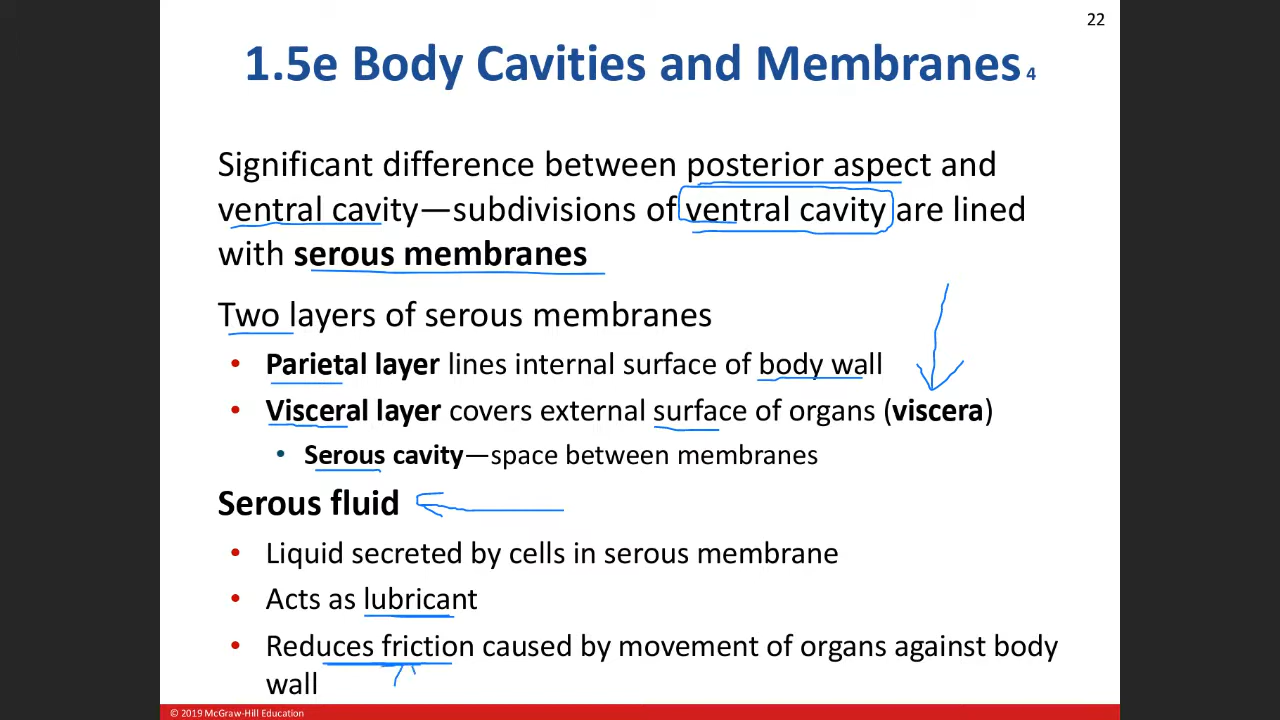 22
1.5e Body Cavities and Membranes 4
Significant difference between posterior aspect and
ventral cavity—subdivisions of ventral cavity are lined
with serous membranes
Two layers of serous membranes
• Parietal layer lines internal surface of body wall
• Visceral layer covers external surface of organs (viscera)
• Serous cavity—space between membranes
Serous fluid
• Liquid secreted by cells in serous membrane
• Acts as lubricant
• Reduces friction caused by movement of organs against body
wall
© 2019 McGraw-Hill Education